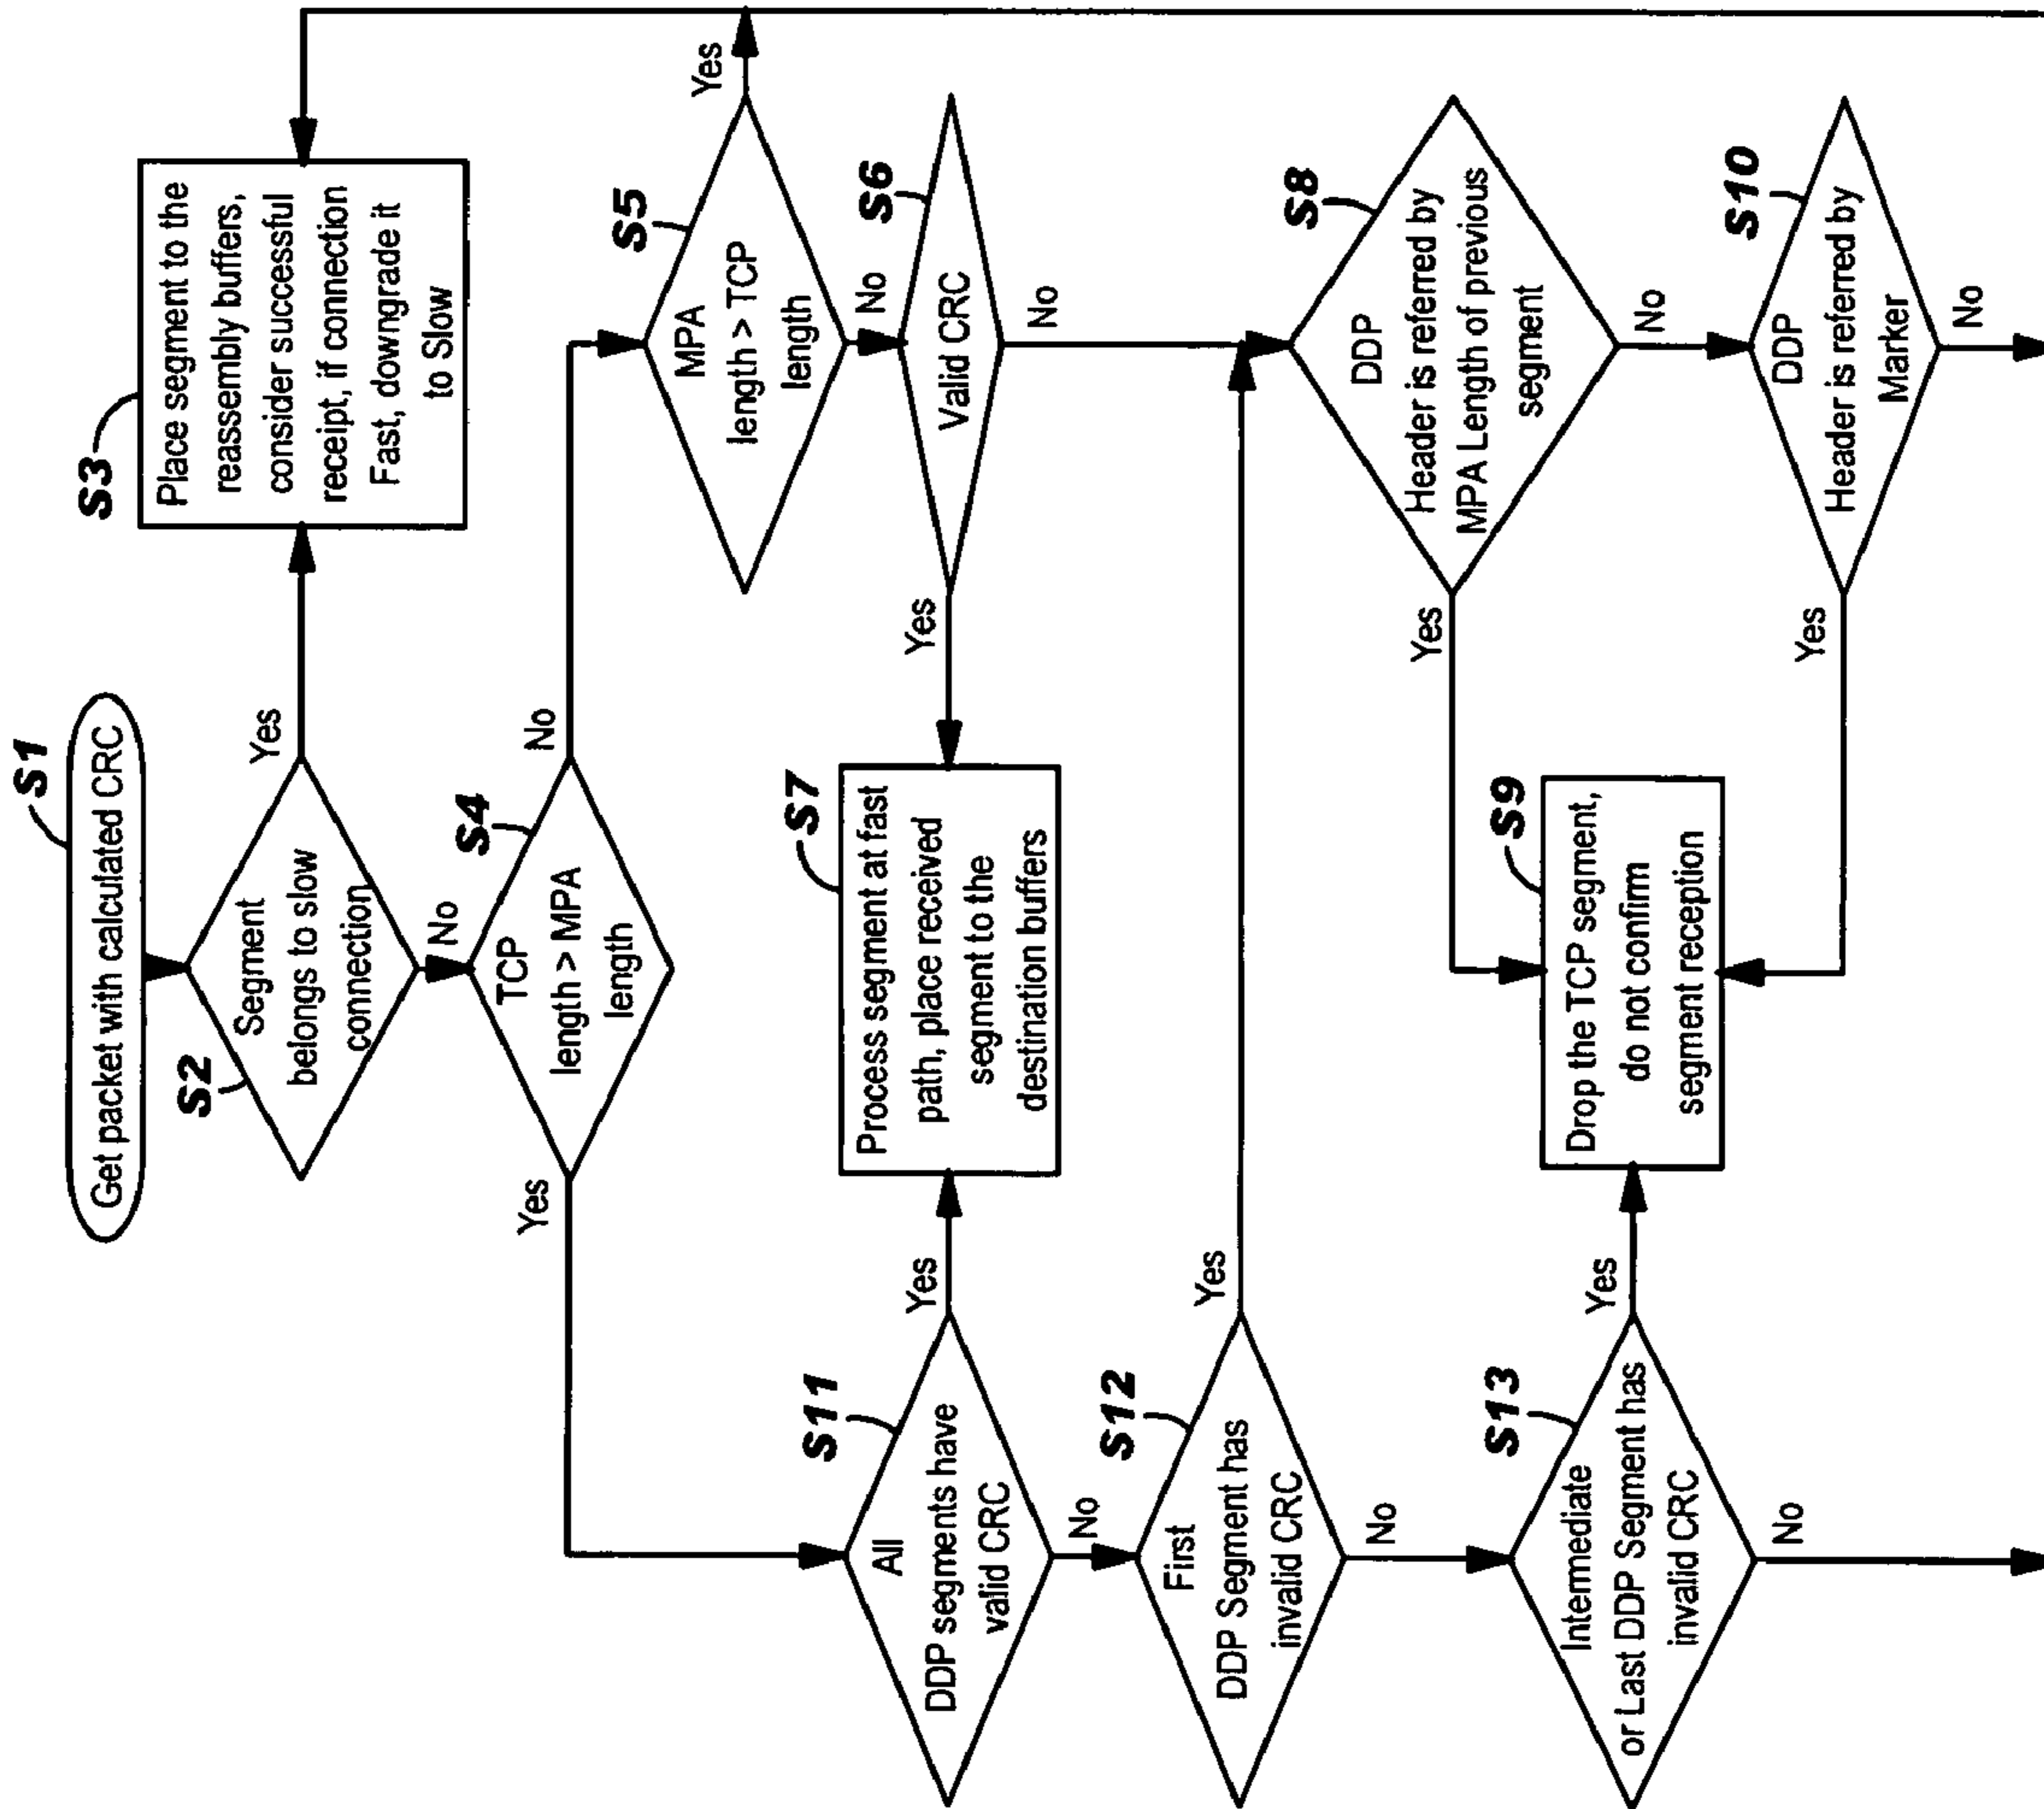 S1
Get packet with calculated CRC
S2
Segment
belongs to slow
connection
Yes
No
S3
Place segment to the
reassembly buffers,
consider successful
receipt, if connection
Fast, downgrade it
to Slow
S4
TCP
length > MPA
length
Yes
No
S5
MPA
length > TCP
length
Yes
No
S6
Valid CRC
Yes
No
S7
Process segment at fast
path, place received
segment to the
destination buffers
S11
All
DDP segments have
valid CRC
Yes
No
S12
First
DDP Segment has
invalid CRC
Yes
No
S8
DDP
Header is referred by
MPA Length of previous
segment
Yes
No
S9
Drop the TCP segment,
do not confirm
segment reception
S13
Intermediate
or Last DDP Segment has
invalid CRC
Yes
No
S10
DDP
Header is referred by
Marker
Yes
No